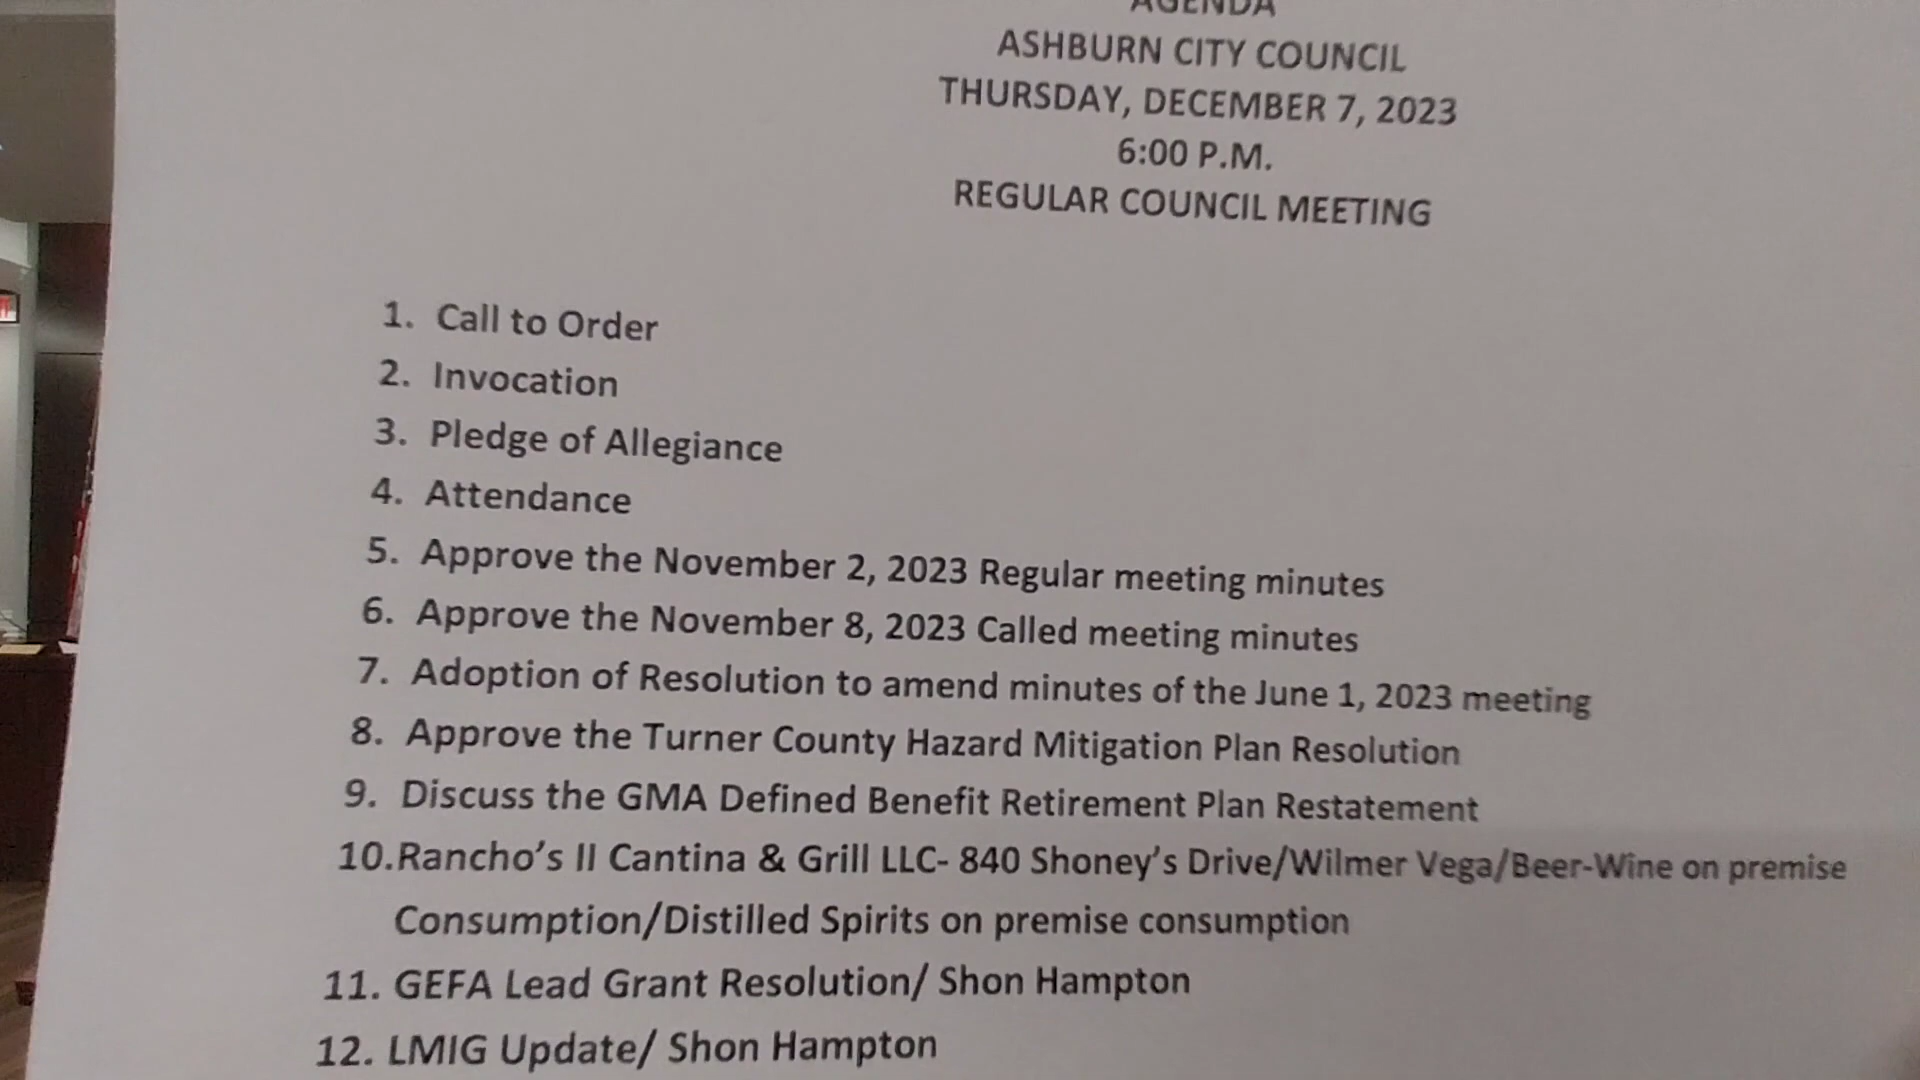 AGENDA
ASHBURN CITY COUNCIL
THURSDAY, DECEMBER 7, 2023
6:00 P.M.
REGULAR COUNCIL MEETING
1. Call to Order
2. Invocation
3. Pledge of Allegiance
4. Attendance
5. Approve the November 2, 2023 Regular meeting minutes
6. Approve the November 8, 2023 Called meeting minutes
7. Adoption of Resolution to amend minutes of the June 1, 2023 meeting
8. Approve the Turner County Hazard Mitigation Plan Resolution
9. Discuss the GMA Defined Benefit Retirement Plan Restatement
10.Rancho's II Cantina & Grill LLC- 840 Shoney's Drive/Wilmer Vega/Beer-Wine on premise
Consumption/Distilled Spirits on premise consumption
11. GEFA Lead Grant Resolution/ Shon Hampton
12. LMIG Update/ Shon Hampton